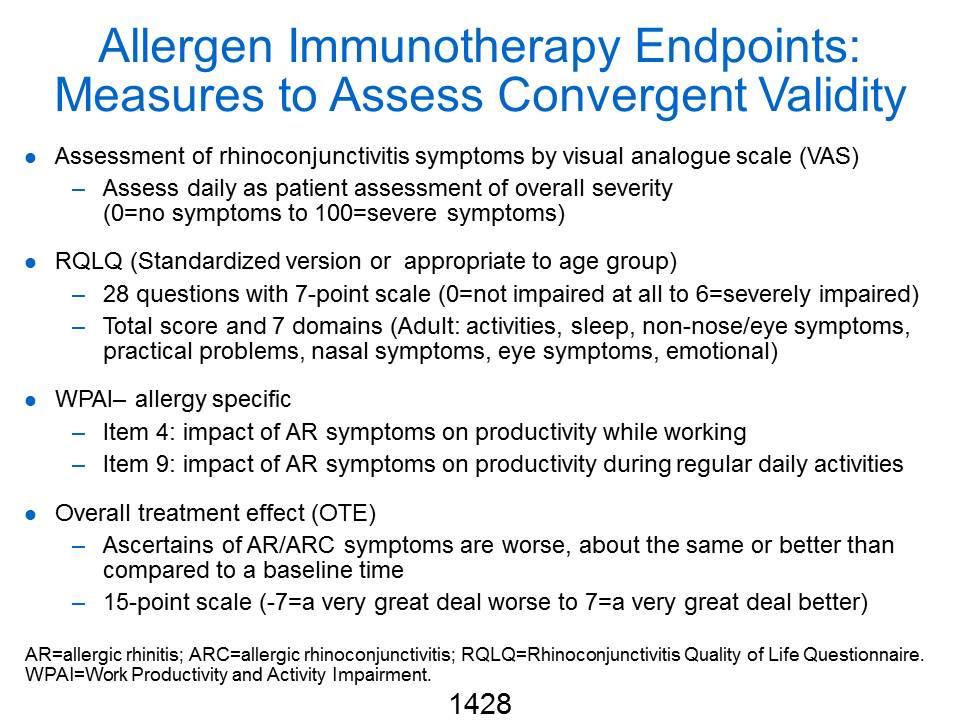 Allergen Immunotherapy Endpoints:
Measures to Assess Convergent Validity
● Assessment of rhinoconjunctivitis symptoms by visual analogue scale (VAS)
– Assess daily as patient assessment of overall severity
(0=no symptoms to 100=severe symptoms)
● RQLQ (Standardized version or appropriate to age group)
– 28 questions with 7-point scale (0=not impaired at all to 6=severely impaired)
– Total score and 7 domains (Adult: activities, sleep, non-nose/eye symptoms,
practical problems, nasal symptoms, eye symptoms, emotional)
● WPAI– allergy specific
– Item 4: impact of AR symptoms on productivity while working
– Item 9: impact of AR symptoms on productivity during regular daily activities
● Overall treatment effect (OTE)
– Ascertains of AR/ARC symptoms are worse, about the same or better than
compared to a baseline time
– 15-point scale (-7=a very great deal worse to 7=a very great deal better)
AR=allergic rhinitis; ARC=allergic rhinoconjunctivitis; RQLQ=Rhinoconjunctivitis Quality of Life Questionnaire.
WPAI=Work Productivity and Activity Impairment.
1428